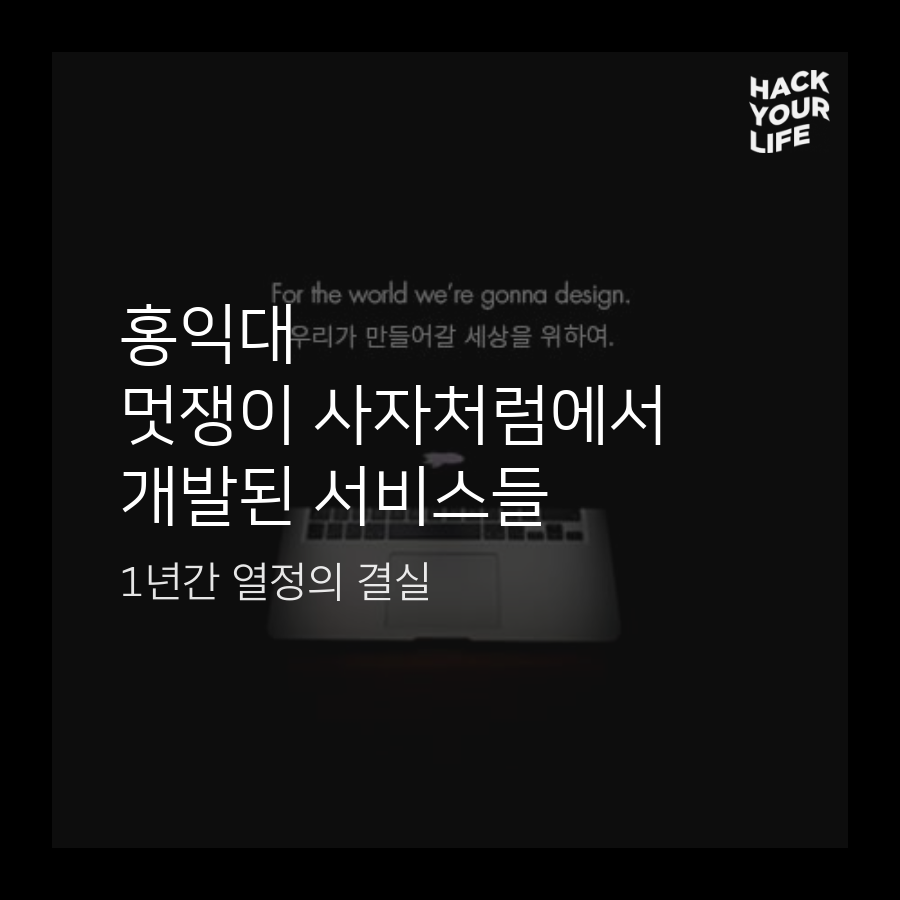 HACK
YOUR
LIFE
For the world we're gonna design.
우리가 만들어갈 세상을 위하여.
홍익대
멋쟁이 사자처럼에서
개발된 서비스들
1년간 열정의 결실